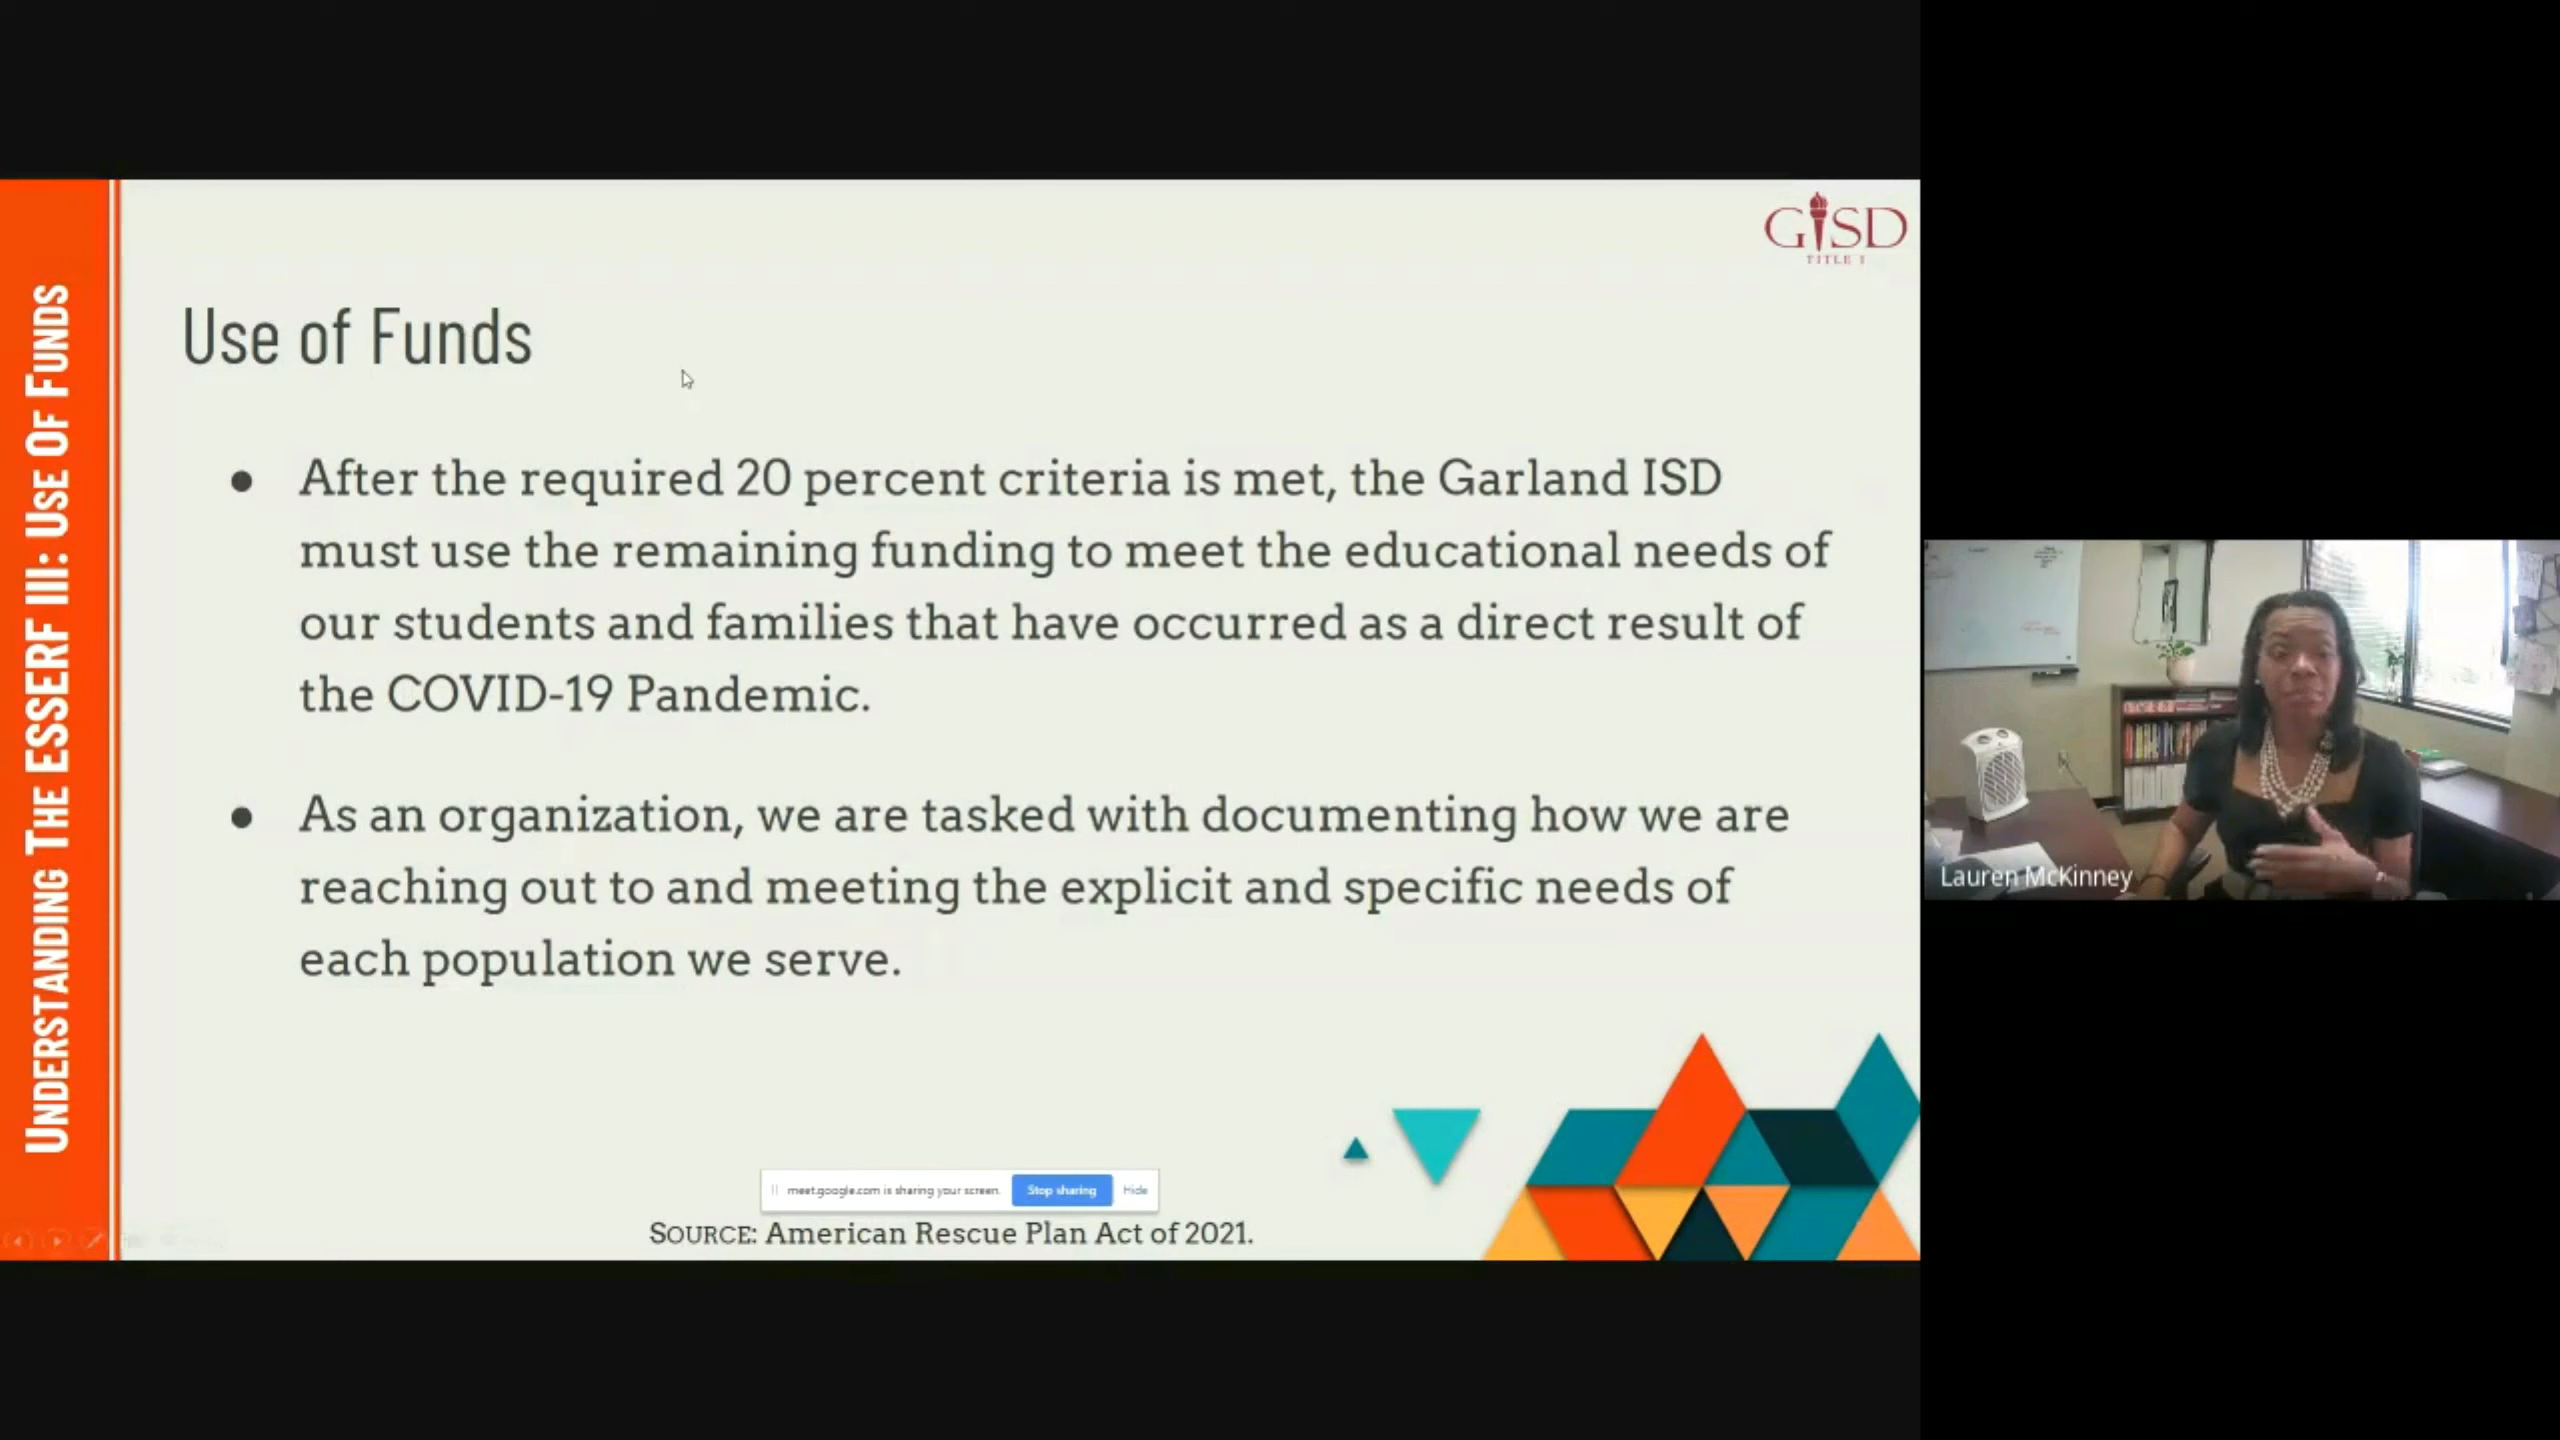 UNDERSTANDING THE ESSERF III: USE OF FUNDS
GISD
TITLE I
Use of Funds
● After the required 20 percent criteria is met, the Garland ISD
must use the remaining funding to meet the educational needs of
our students and families that have occurred as a direct result of
the COVID-19 Pandemic.
● As an organization, we are tasked with documenting how we are
reaching out to and meeting the explicit and specific needs of
each population we serve.
meet.google.com is sharing your screen. Stop sharing Hide
SOURCE: American Rescue Plan Act of 2021.
Lauren McKinney